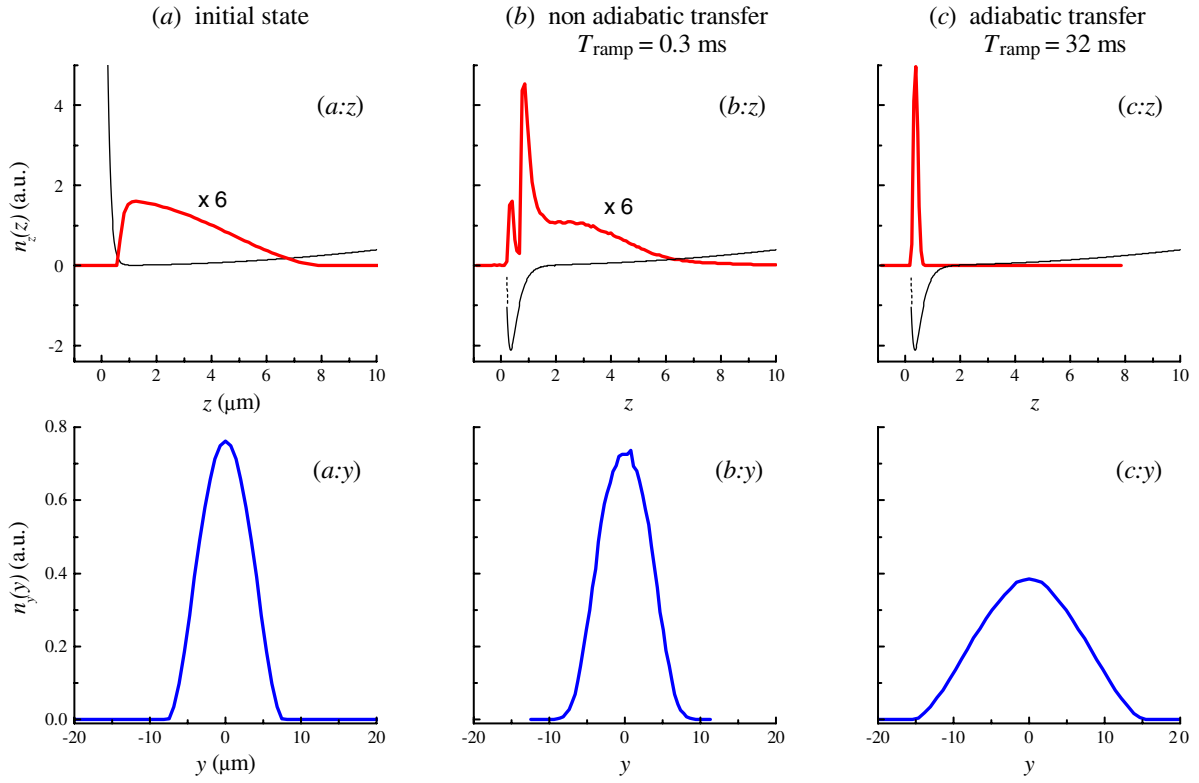 (a) initial state
(b) non adiabatic transfer
T_ramp = 0.3 ms
(c) adiabatic transfer
T_ramp = 32 ms
n_z(z) (a.u.)
4
2
0
-2
(a:z)
x 6
0 2 4 6 8 10
z (μm)
(b:z)
x 6
0 2 4 6 8 10
z
(c:z)
0 2 4 6 8 10
z
n_y(y) (a.u.)
0.8
0.6
0.4
0.2
0.0
(a:y)
-20 -10 0 10 20
y (μm)
(b:y)
-20 -10 0 10 20
y
(c:y)
-20 -10 0 10 20
y